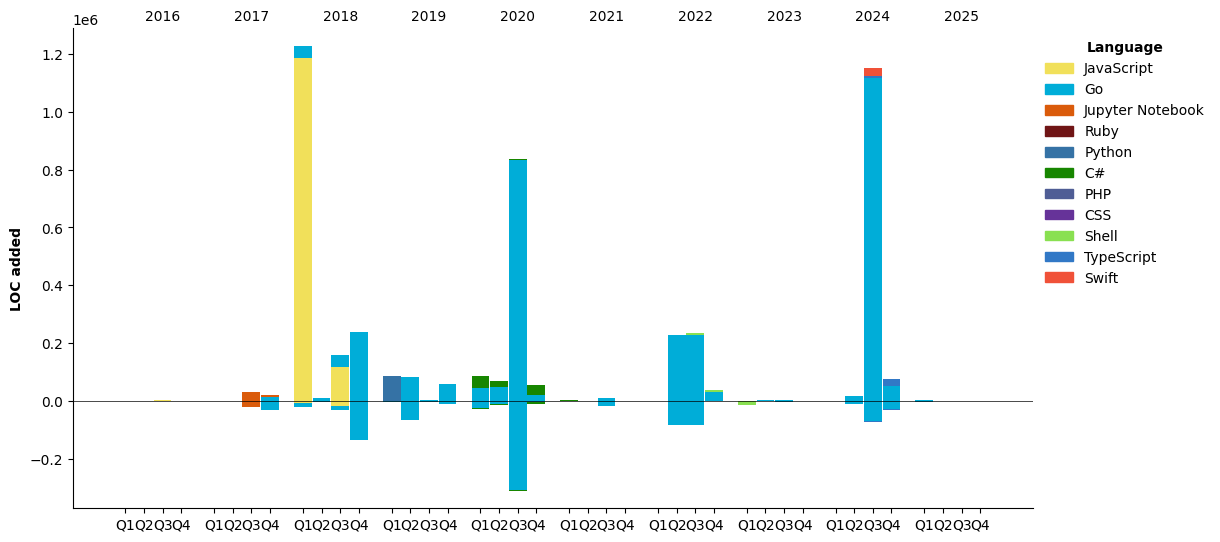 2016 2017 2018 2019 2020 2021 2022 2023 2024 2025
1e6
Language
JavaScript
Go
Jupyter Notebook
Ruby
Python
C#
PHP
CSS
Shell
TypeScript
Swift
LOC added
1.2
1.0
0.8
0.6
0.4
0.2
0.0
−0.2
Q1Q2Q3Q4 Q1Q2Q3Q4 Q1Q2Q3Q4 Q1Q2Q3Q4 Q1Q2Q3Q4 Q1Q2Q3Q4 Q1Q2Q3Q4 Q1Q2Q3Q4 Q1Q2Q3Q4 Q1Q2Q3Q4